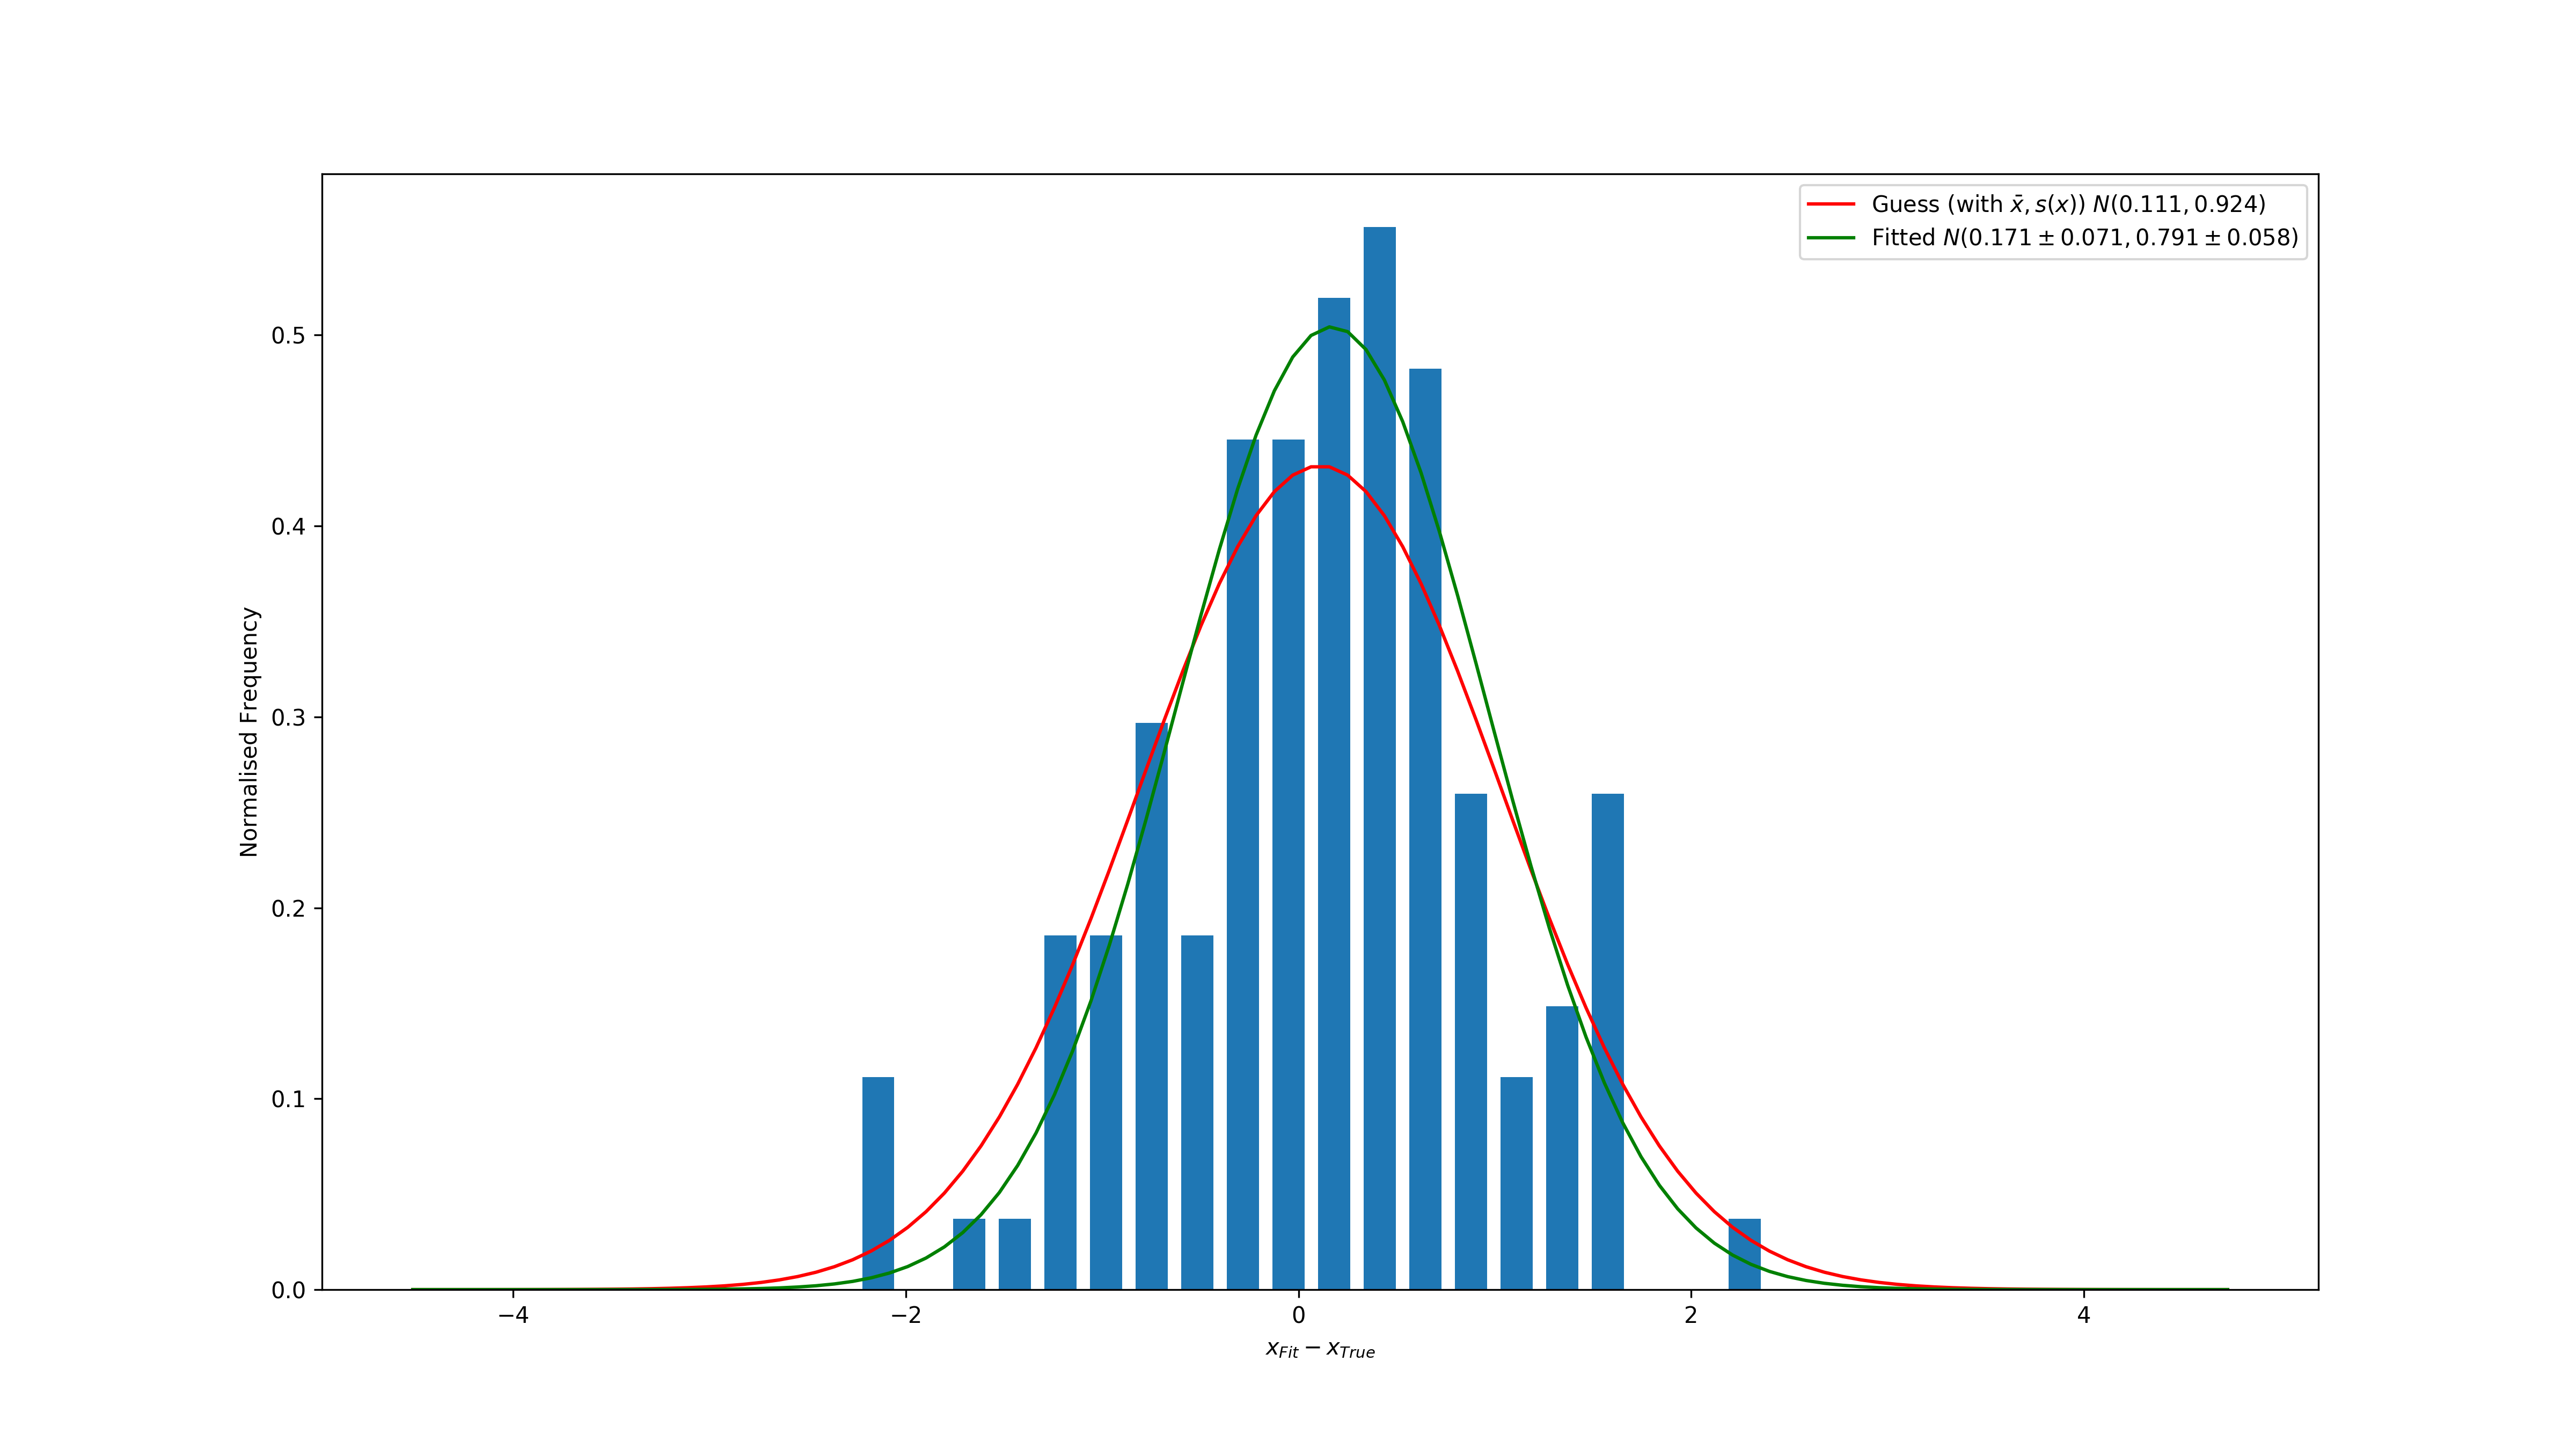 Guess (with x̄, s(x)) N(0.111, 0.924)
Fitted N(0.171 ± 0.071, 0.791 ± 0.058)
Normalised Frequency
0.5
0.4
0.3
0.2
0.1
0.0
−4 −2 0 2 4
x_Fit − x_True